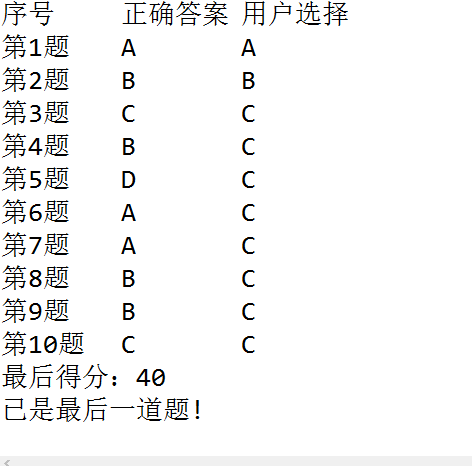 序号 正确答案 用户选择
第1题 A A
第2题 B B
第3题 C C
第4题 B C
第5题 D C
第6题 A C
第7题 A C
第8题 B C
第9题 B C
第10题 C C
最后得分：40
已是最后一道题!